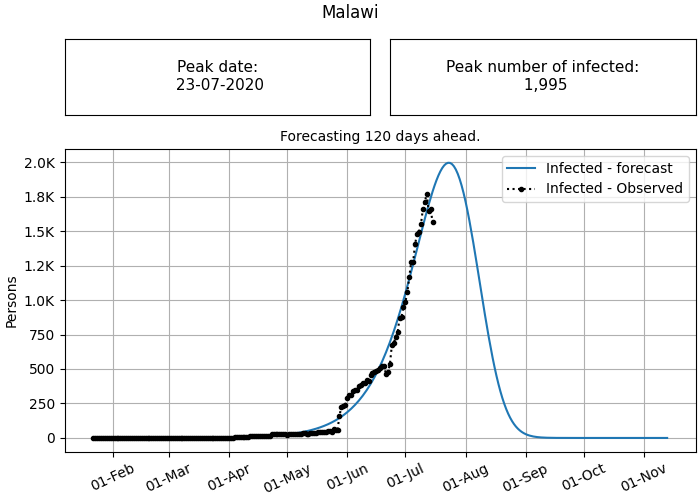 Malawi
Peak date:
23-07-2020
Peak number of infected:
1,995
Forecasting 120 days ahead.
2.0K
1.8K
1.5K
1.2K
1.0K
750
500
250
0
Persons
Infected - forecast
Infected - Observed
01-Feb
01-Mar
01-Apr
01-May
01-Jun
01-Jul
01-Aug
01-Sep
01-Oct
01-Nov